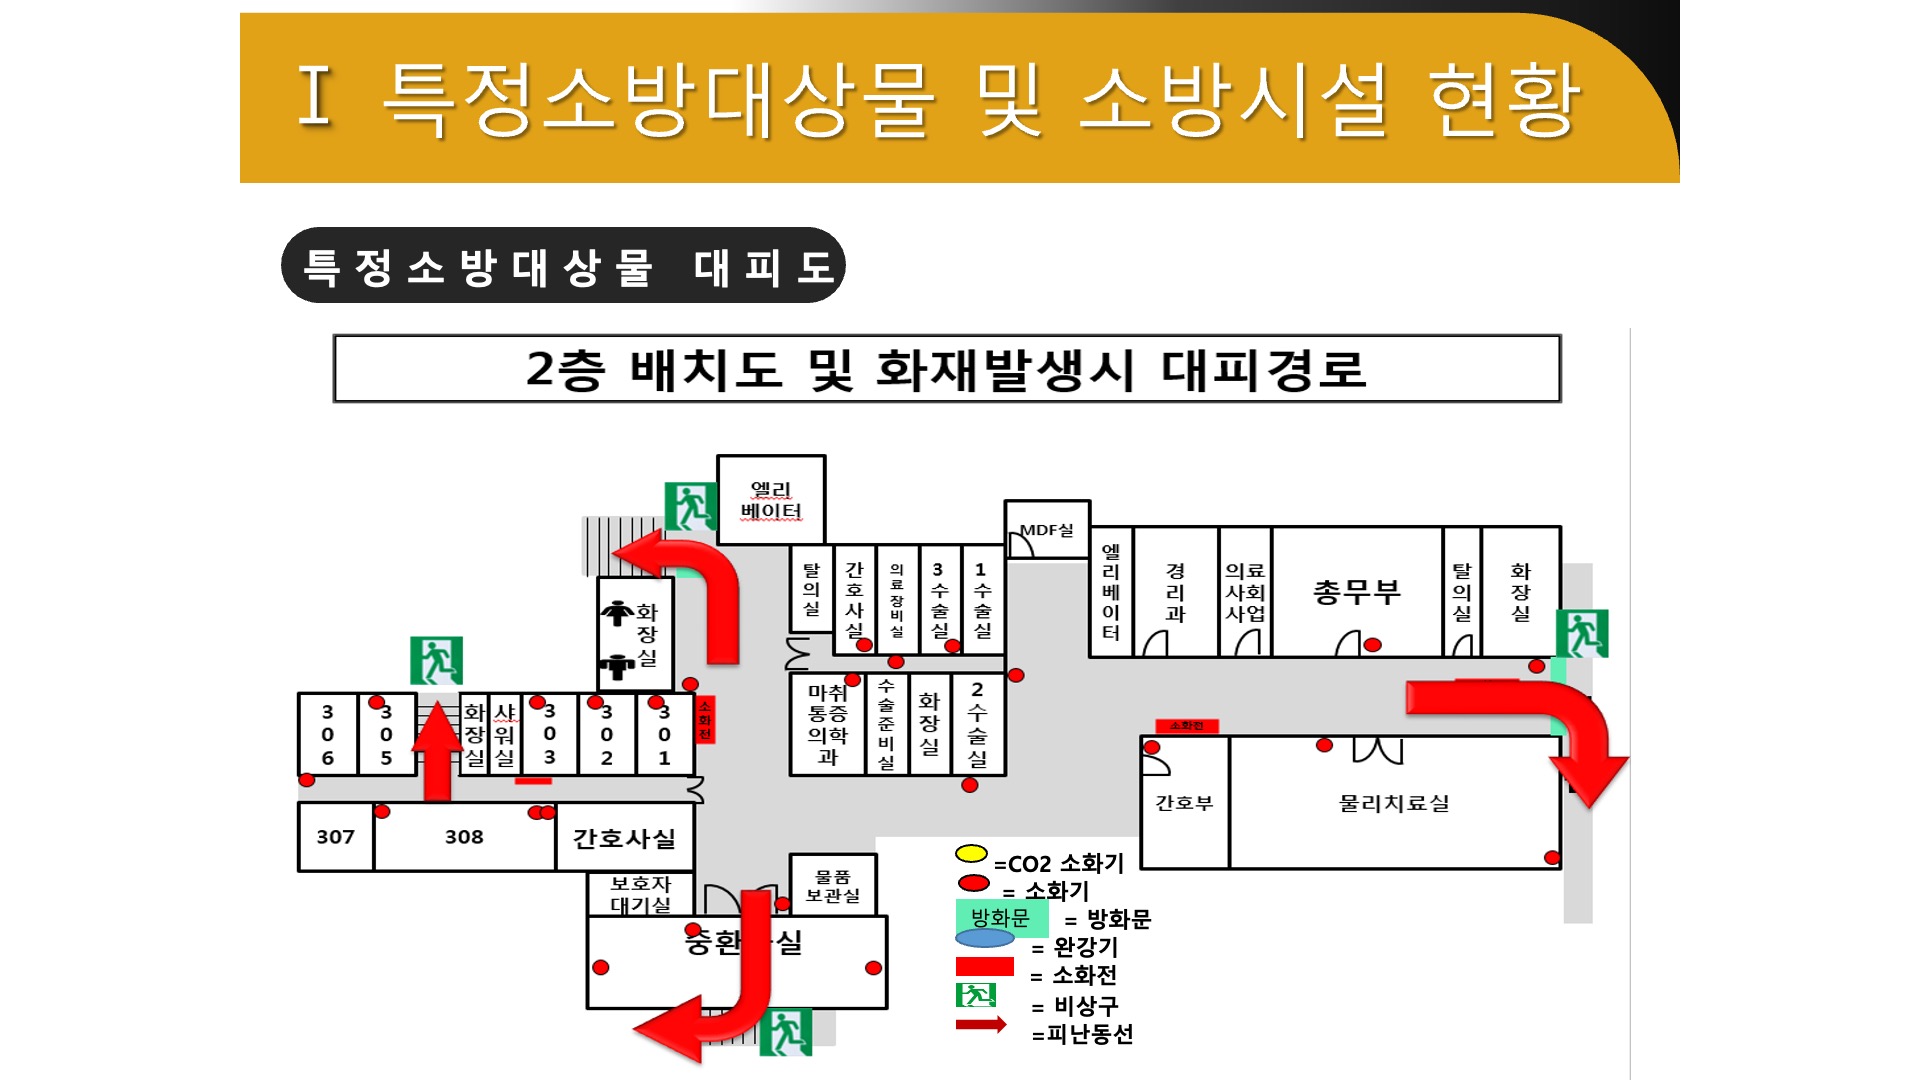 Ⅰ 특정소방대상물 및 소방시설 현황
특정소방대상물 대피도
2층 배치도 및 화재발생시 대피경로
엘리
베이터
MDF실
탈의실
간호사실
의료장비실
3수술실
1수술실
엘리베이터
경리과
의료사회사업
총무부
탈의실
화장실
화장실
306
305
화장실
샤워실
303
302
301
소화전
마취
통증
의학
과
수술준비실
화장실
2수술실
소화전
간호부
물리치료실
307
308
간호사실
보호자
대기실
물품
보관실
중환 실
=CO2 소화기
= 소화기
방화문 = 방화문
= 완강기
= 소화전
= 비상구
=피난동선